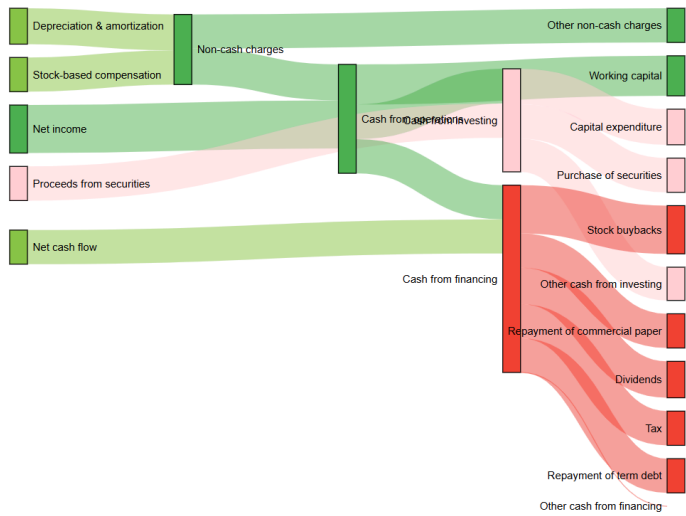 Depreciation & amortization
Other non-cash charges
Non-cash charges
Stock-based compensation
Working capital
Cash from operations
Cash from investing
Net income
Capital expenditure
Purchase of securities
Proceeds from securities
Stock buybacks
Net cash flow
Cash from financing
Other cash from investing
Repayment of commercial paper
Dividends
Tax
Repayment of term debt
Other cash from financing